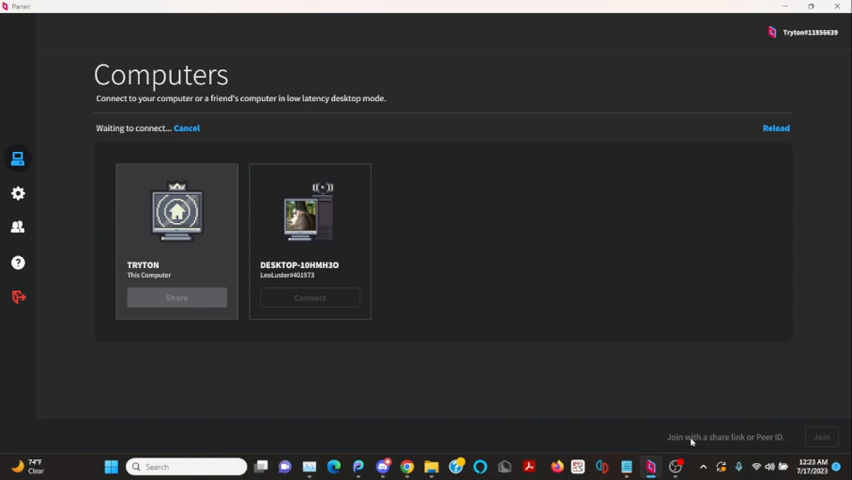 Parsec
Tryton#11856639
Computers
Connect to your computer or a friend's computer in low latency desktop mode.
Waiting to connect... Cancel
Reload
TRYTON
This Computer
Share
DESKTOP-10HMH3O
LeoLuster#401973
Connect
Join with a share link or Peer ID.
Join
74°F
Clear
Search
12:23 AM
7/17/2023